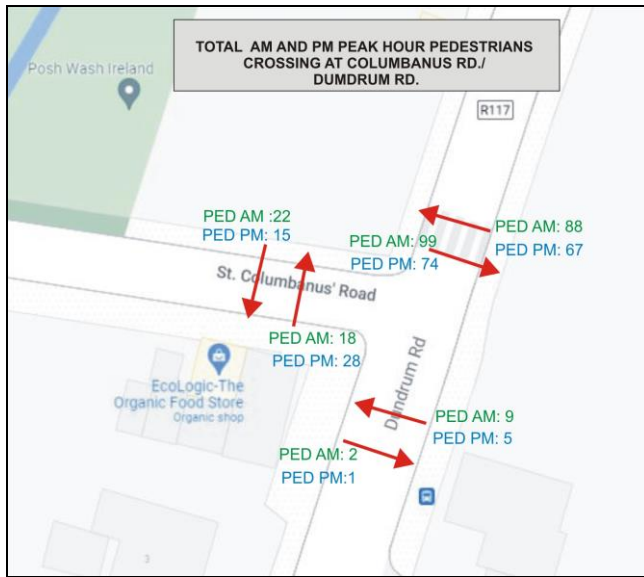 TOTAL AM AND PM PEAK HOUR PEDESTRIANS
CROSSING AT COLUMBANUS RD./
DUMDRUM RD.
Posh Wash Ireland
R117
PED AM :22
PED PM: 15
PED AM: 88
PED PM: 67
PED AM: 99
PED PM: 74
St. Columbanus' Road
PED AM: 18
PED PM: 28
EcoLogic-The
Organic Food Store
Organic shop
Dundrum Rd
PED AM: 9
PED PM: 5
PED AM: 2
PED PM:1
3